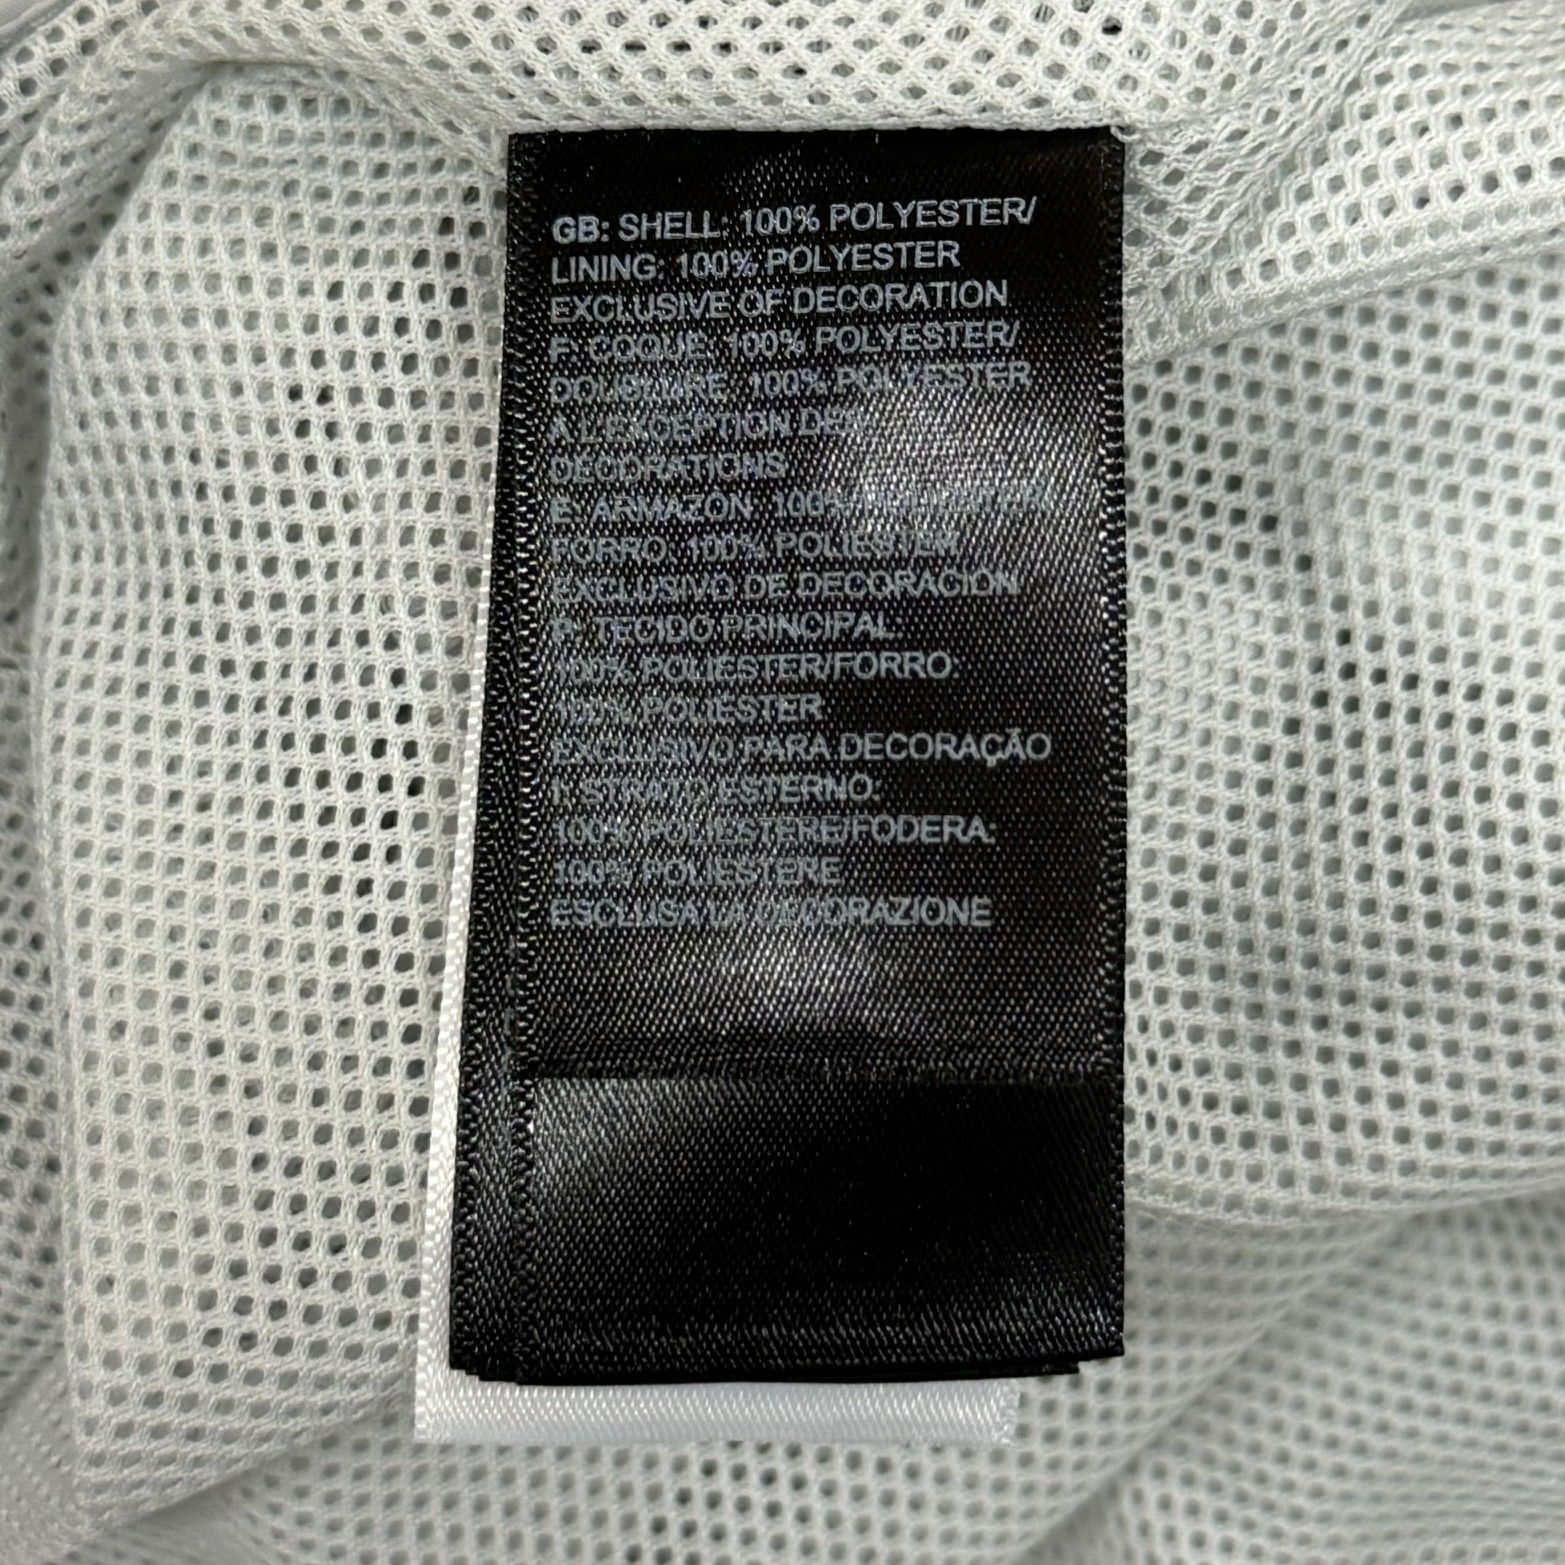 GB: SHELL: 100% POLYESTER/
LINING: 100% POLYESTER
EXCLUSIVE OF DECORATION
F: COQUE: 100% POLYESTER/
DOUBLURE: 100% POLYESTER
A L'EXCEPTION DES
DECORATIONS
E: ARMAZÓN: 100% POLIESTER/
FORRO: 100% POLIESTER
EXCLUSIVO DE DECORACIÓN
P: TECIDO PRINCIPAL:
100% POLIESTER/FORRO:
100% POLIESTER
EXCLUSIVO PARA DECORAÇÃO
I: STRATO ESTERNO:
100% POLIESTERE/FODERA:
100% POLIESTERE
ESCLUSA LA DECORAZIONE